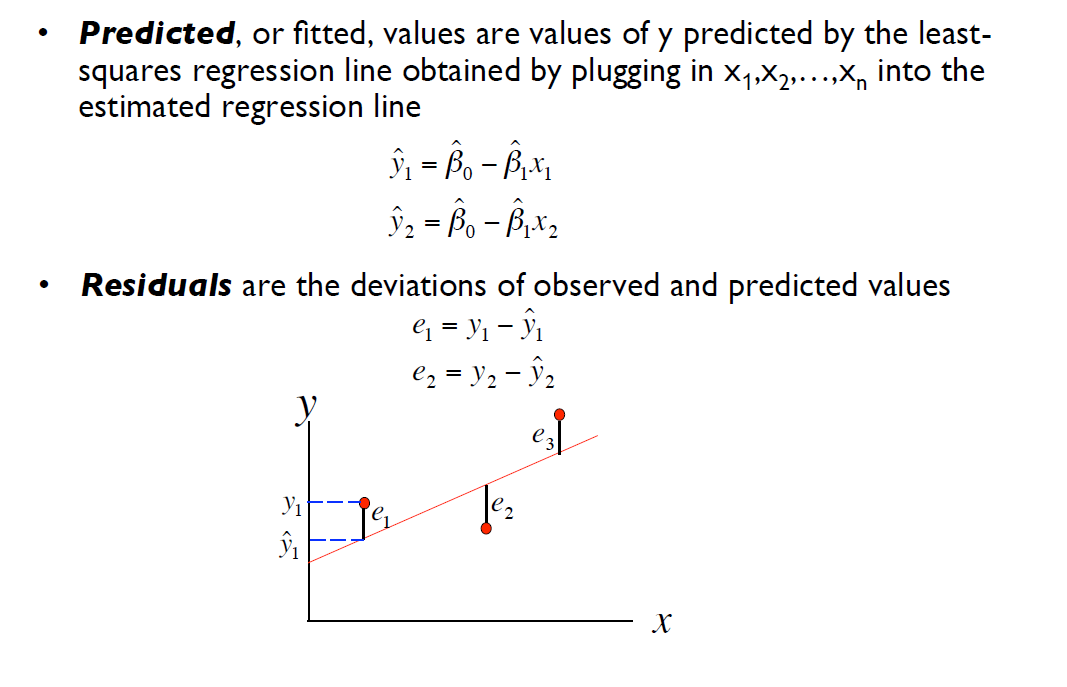 • Predicted, or fitted, values are values of y predicted by the least-
squares regression line obtained by plugging in x₁,x₂,...,xₙ into the
estimated regression line
ŷ₁ = β̂₀ − β̂₁x₁
ŷ₂ = β̂₀ − β̂₁x₂
• Residuals are the deviations of observed and predicted values
e₁ = y₁ − ŷ₁
e₂ = y₂ − ŷ₂
y
e₃
y₁
e₁
e₂
ŷ₁
x